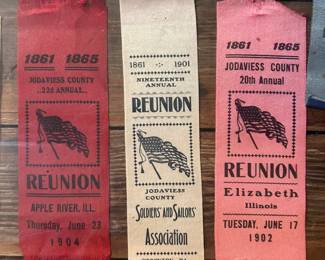 1861 1865
JODAVIESS COUNTY
..22d ANNUAL..
REUNION
APPLE RIVER, ILL.
Thursday, June 23
1904
1861 1901
NINETEENTH ANNUAL
REUNION
JODAVIESS
COUNTY
SOLDIERS' AND SAILORS'
Association
1861 1865
JODAVIESS COUNTY
20th Annual
REUNION
Elizabeth
Illinois
TUESDAY, JUNE 17
1902